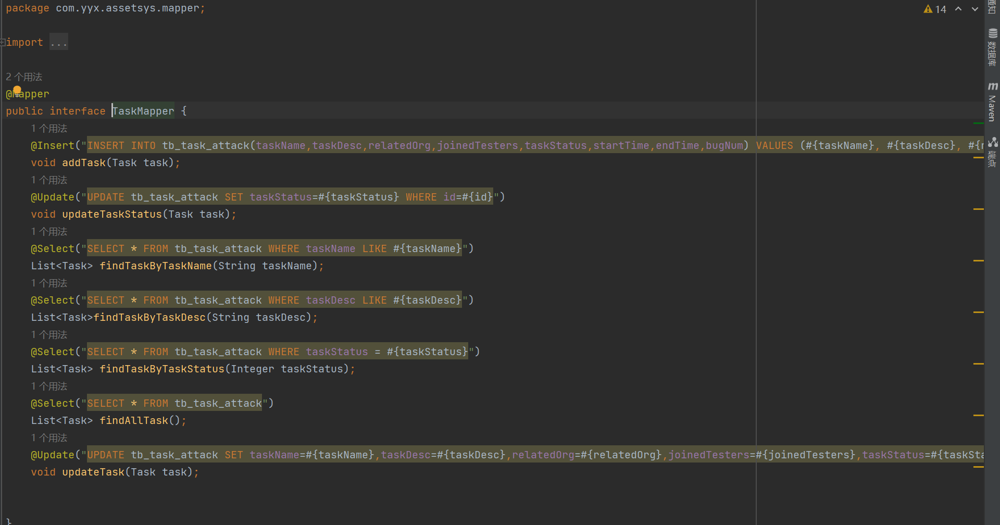 package com.yyx.assetsys.mapper;
14
import ...
2 个用法
@Mapper
public interface TaskMapper {
1 个用法
@Insert("INSERT INTO tb_task_attack(taskName,taskDesc,relatedOrg,joinedTesters,taskStatus,startTime,endTime,bugNum) VALUES (#{taskName}, #{taskDesc}, #{r
void addTask(Task task);
1 个用法
@Update("UPDATE tb_task_attack SET taskStatus=#{taskStatus} WHERE id=#{id}")
void updateTaskStatus(Task task);
1 个用法
@Select("SELECT * FROM tb_task_attack WHERE taskName LIKE #{taskName}")
List<Task> findTaskByTaskName(String taskName);
1 个用法
@Select("SELECT * FROM tb_task_attack WHERE taskDesc LIKE #{taskDesc}")
List<Task>findTaskByTaskDesc(String taskDesc);
1 个用法
@Select("SELECT * FROM tb_task_attack WHERE taskStatus = #{taskStatus}")
List<Task> findTaskByTaskStatus(Integer taskStatus);
1 个用法
@Select("SELECT * FROM tb_task_attack")
List<Task> findAllTask();
1 个用法
@Update("UPDATE tb_task_attack SET taskName=#{taskName},taskDesc=#{taskDesc},relatedOrg=#{relatedOrg},joinedTesters=#{joinedTesters},taskStatus=#{taskSta
void updateTask(Task task);
}
通知
数据库
m
Maven
端点